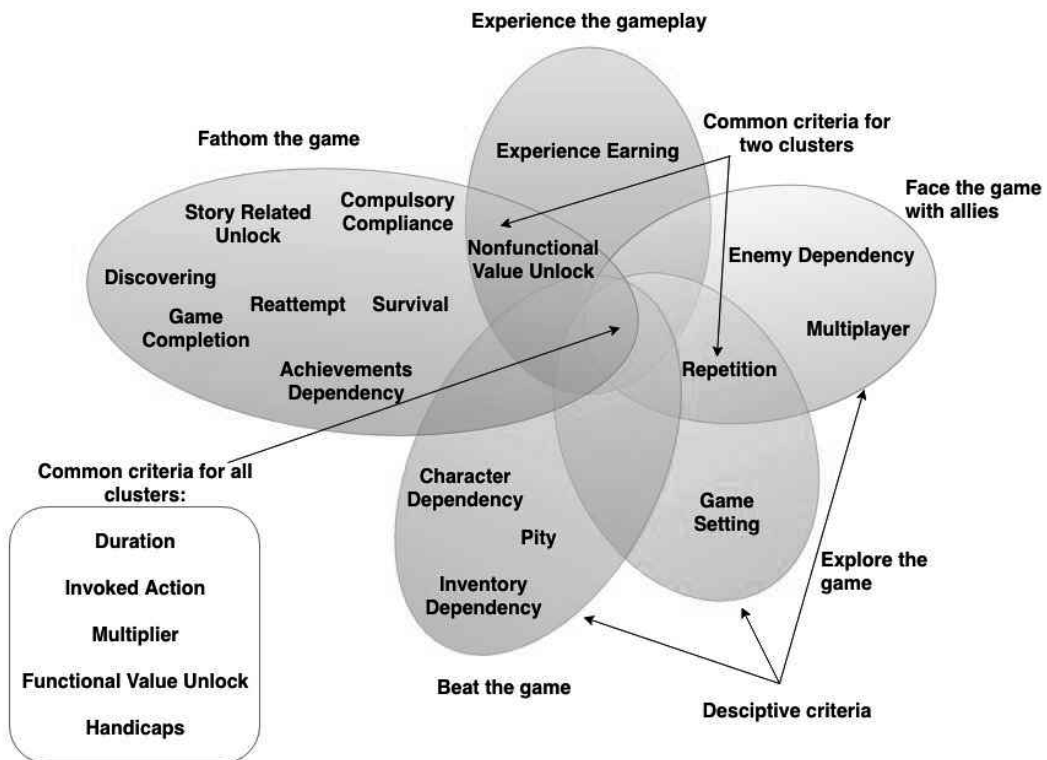 Experience the gameplay
Fathom the game
Experience Earning
Common criteria for
two clusters
Face the game
with allies
Story Related
Unlock
Compulsory
Compliance
Nonfunctional
Value Unlock
Enemy Dependency
Discovering
Reattempt
Survival
Game
Completion
Multiplayer
Achievements
Dependency
Repetition
Common criteria for all
clusters:
Duration
Invoked Action
Multiplier
Functional Value Unlock
Handicaps
Character
Dependency
Pity
Inventory
Dependency
Game
Setting
Explore the
game
Beat the game
Desciptive criteria